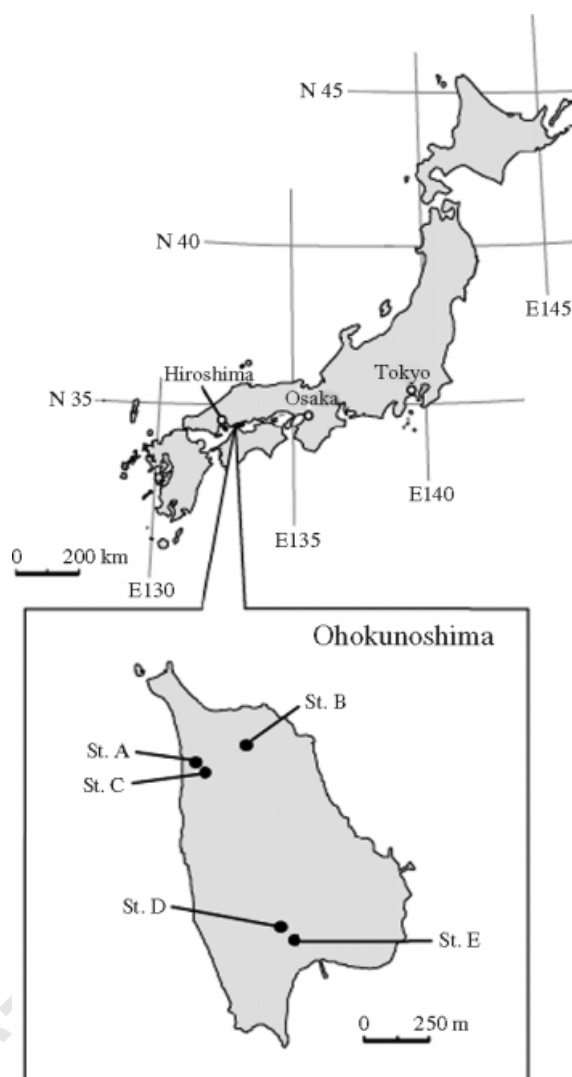 N 45
N 40
E145
Hiroshima
Tokyo
N 35
Osaka
E140
E135
0 200 km
E130
Ohokunoshima
St. B
St. A
St. C
St. D
St. E
0 250 m